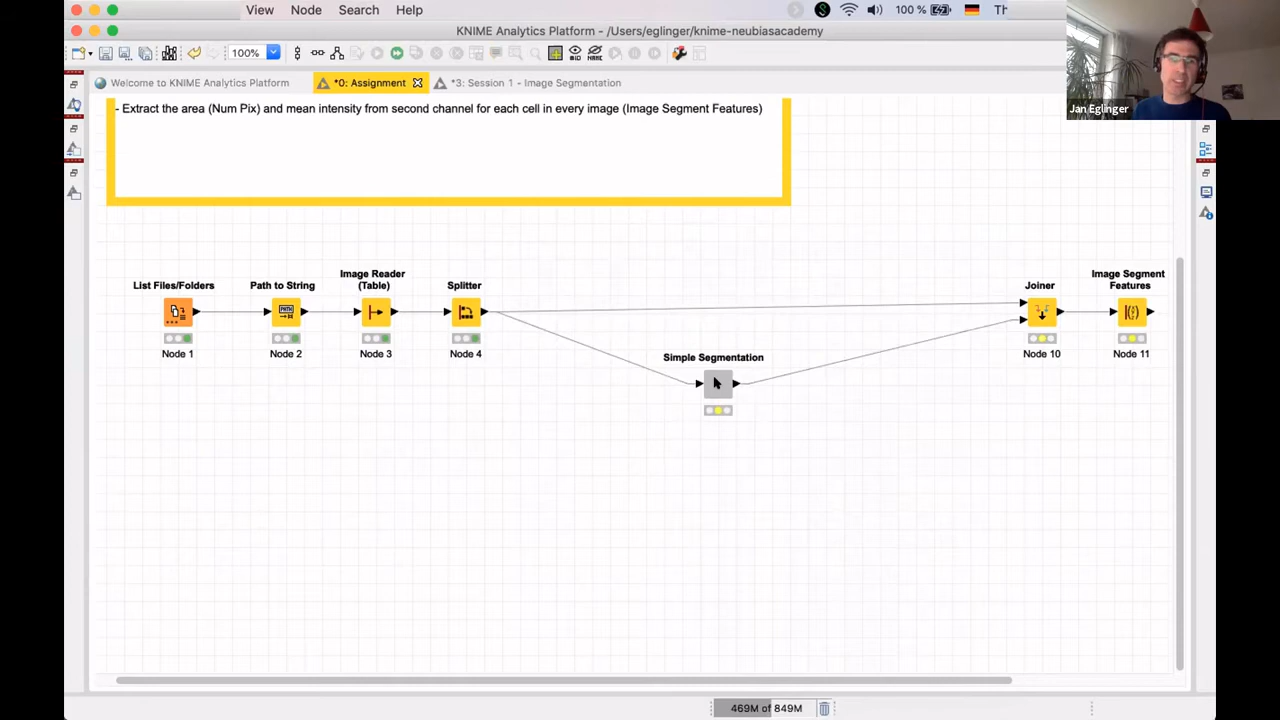 View Node Search Help
100 %
Th
KNIME Analytics Platform - /Users/eglinger/knime-neubiasacademy
100%
NAME
Jan Eglinger
Welcome to KNIME Analytics Platform
*0: Assignment
*3: Session 1 - Image Segmentation
- Extract the area (Num Pix) and mean intensity from second channel for each cell in every image (Image Segment Features)
List Files/Folders
Node 1
Path to String
PATH
Node 2
Image Reader
(Table)
Node 3
Splitter
Node 4
Simple Segmentation
Joiner
Node 10
Image Segment
Features
Node 11
469M of 849M